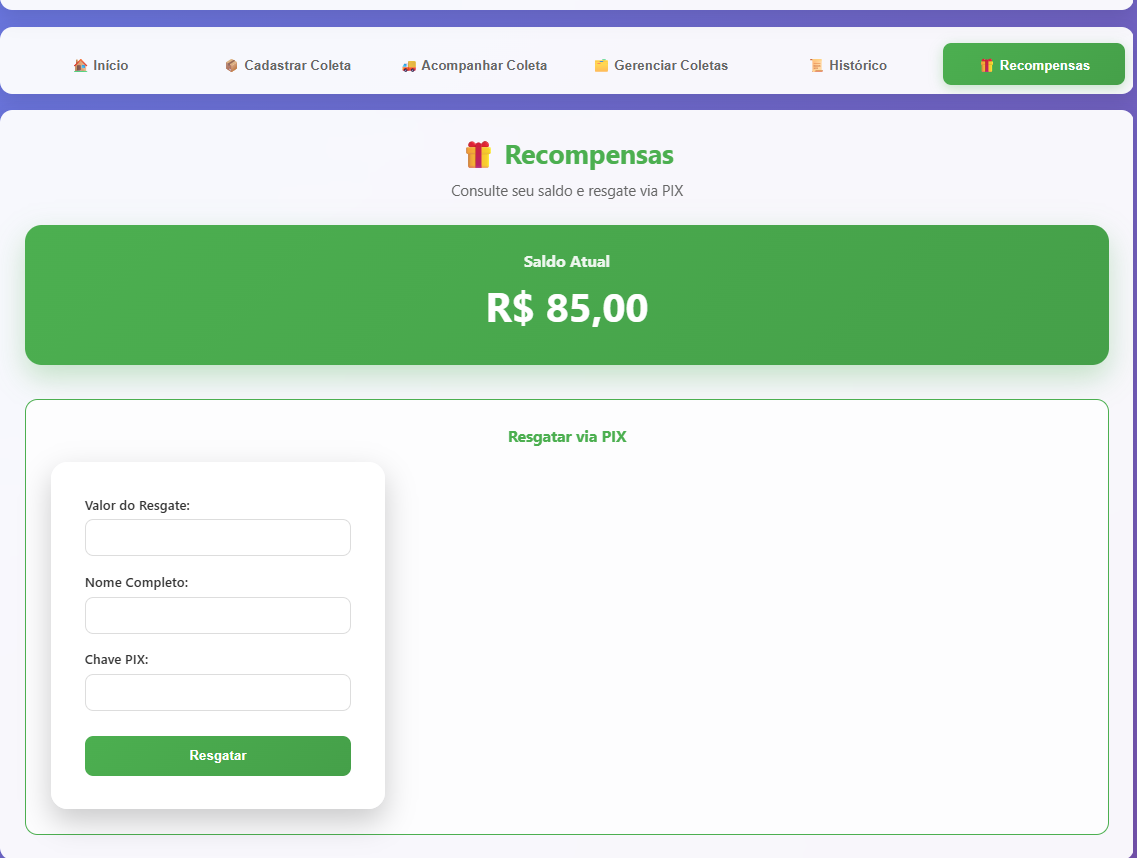 Início
Cadastrar Coleta
Acompanhar Coleta
Gerenciar Coletas
Histórico
Recompensas
Recompensas
Consulte seu saldo e resgate via PIX
Saldo Atual
R$ 85,00
Resgatar via PIX
Valor do Resgate:
Nome Completo:
Chave PIX:
Resgatar